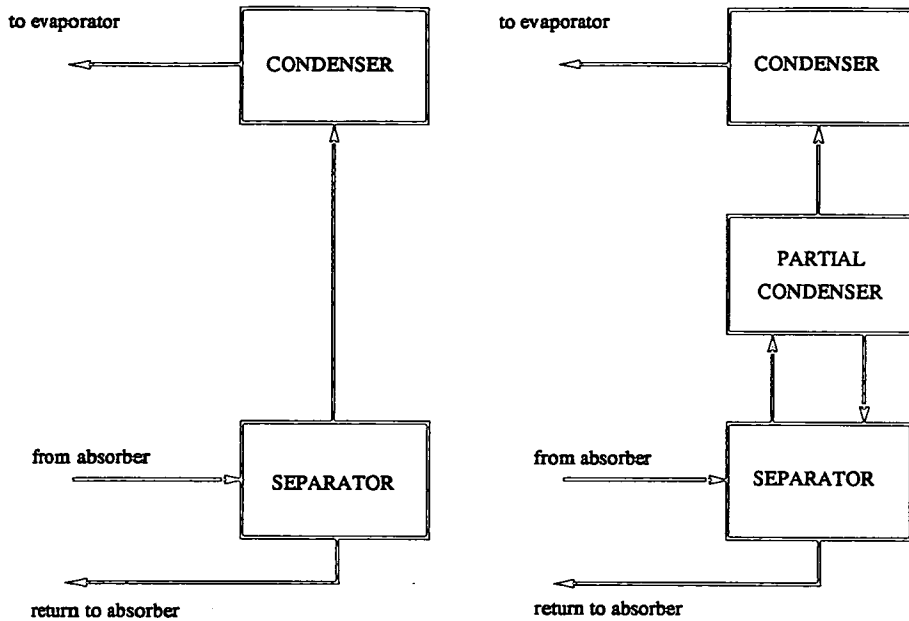 to evaporator
CONDENSER
from absorber
SEPARATOR
return to absorber
to evaporator
CONDENSER
PARTIAL
CONDENSER
from absorber
SEPARATOR
return to absorber